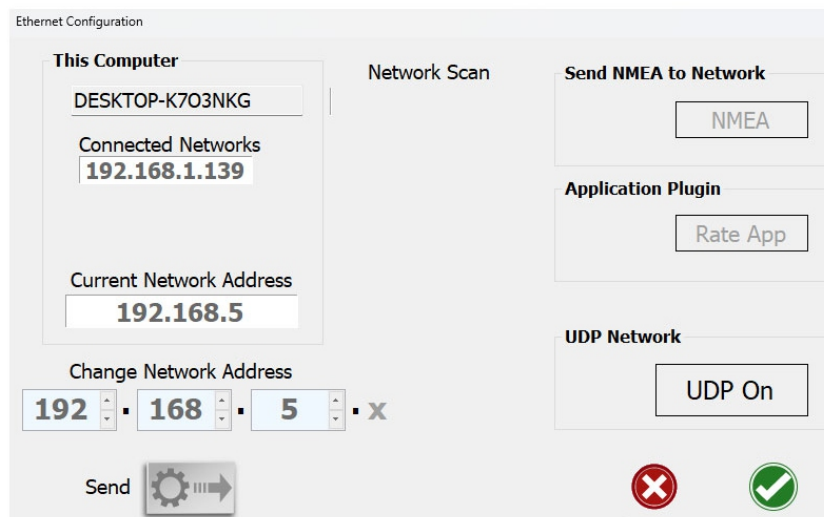 Ethernet Configuration
This Computer
DESKTOP-K7O3NKG
Connected Networks
192.168.1.139
Current Network Address
192.168.5
Change Network Address
192 . 168 . 5 . x
Send
Network Scan
Send NMEA to Network
NMEA
Application Plugin
Rate App
UDP Network
UDP On